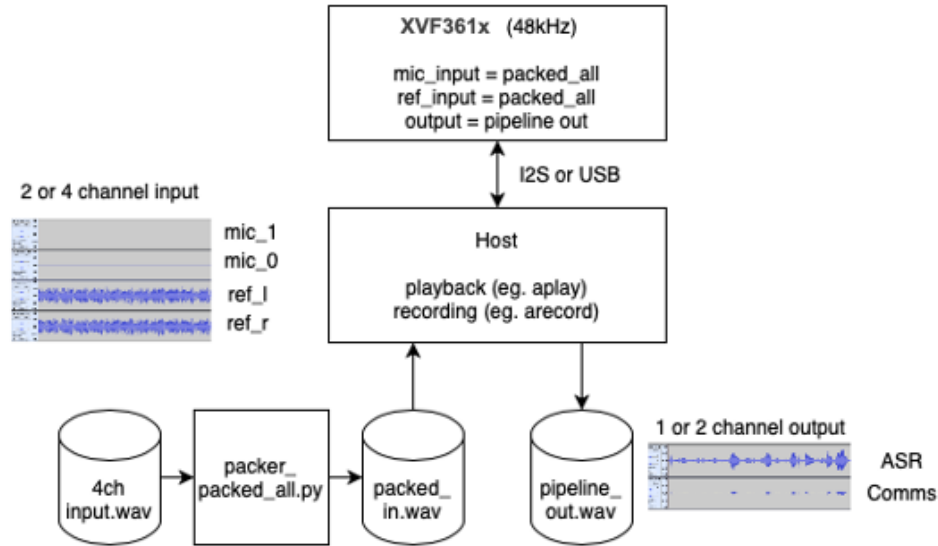 XVF361x (48kHz)
mic_input = packed_all
ref_input = packed_all
output = pipeline out
I2S or USB
2 or 4 channel input
mic_1
mic_0
ref_l
ref_r
Host
playback (eg. aplay)
recording (eg. arecord)
4ch
input.wav
packer_
packed_all.py
packed_
in.wav
pipeline_
out.wav
1 or 2 channel output
ASR
Comms